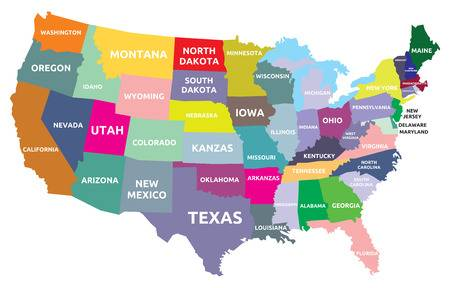 WASHINGTON
OREGON
IDAHO
MONTANA
NORTH
DAKOTA
SOUTH
DAKOTA
MINNESOTA
WISCONSIN
MICHIGAN
MAINE
NEW YORK
WYOMING
NEBRASKA
IOWA
ILLINOIS
INDIANA
OHIO
PENNSYLVANIA
NEW
JERSEY
DELAWARE
MARYLAND
NEVADA
UTAH
COLORADO
KANZAS
MISSOURI
KENTUCKY
WEST
VIRGINIA
VIRGINIA
CALIFORNIA
ARIZONA
NEW
MEXICO
OKLAHOMA
ARKANZAS
TENNESSEE
NORTH
CAROLINA
SOUTH
CAROLINA
TEXAS
LOUISIANA
ALABAMA
GEORGIA
FLORIDA